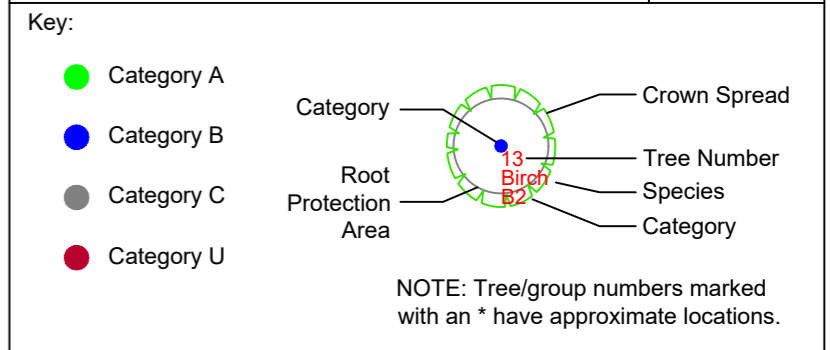 Key:
Category A
Category B
Category C
Category U
Category
Root
Protection
Area
13
Birch
B2
Crown Spread
Tree Number
Species
Category
NOTE: Tree/group numbers marked
with an * have approximate locations.